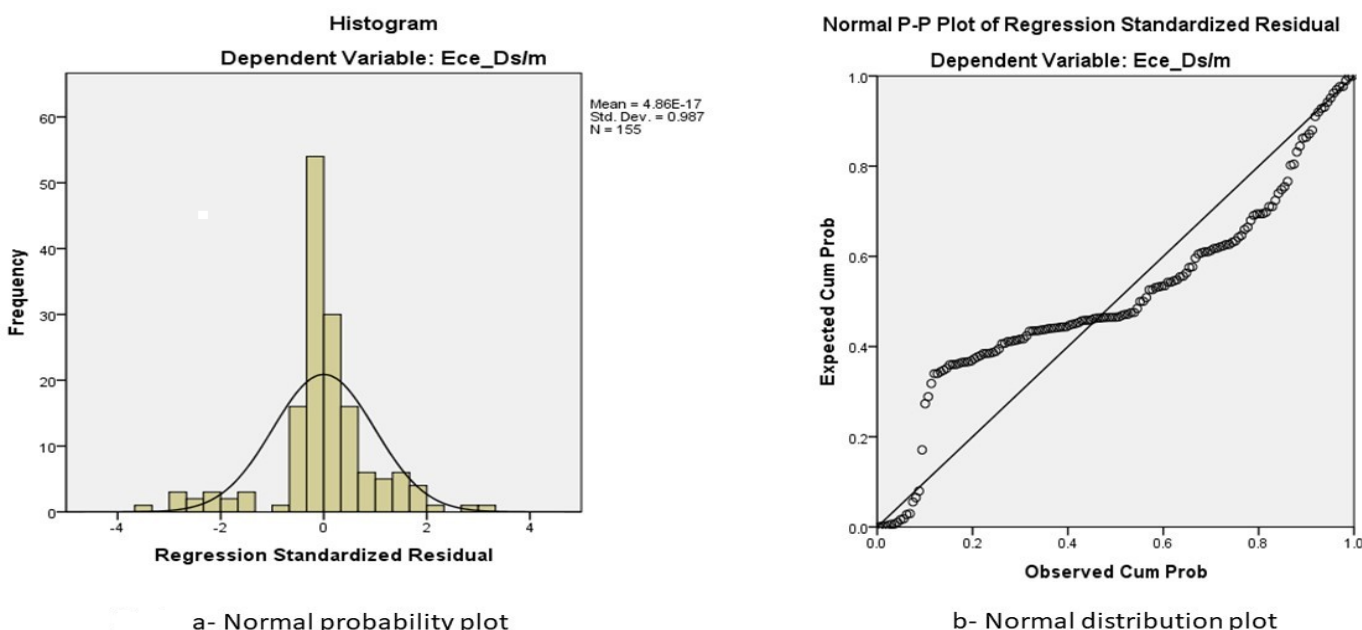 Histogram
Dependent Variable: Ece_Ds/m
Mean = 4.86E-17
Std. Dev. = 0.987
N = 155
60
50
40
30
20
10
0
Frequency
-4
-2
0
2
4
Regression Standardized Residual
a- Normal probability plot
Normal P-P Plot of Regression Standardized Residual
Dependent Variable: Ece_Ds/m
1.0
0.8
0.6
0.4
0.2
0.0
Expected Cum Prob
0.0
0.2
0.4
0.6
0.8
1.0
Observed Cum Prob
b- Normal distribution plot